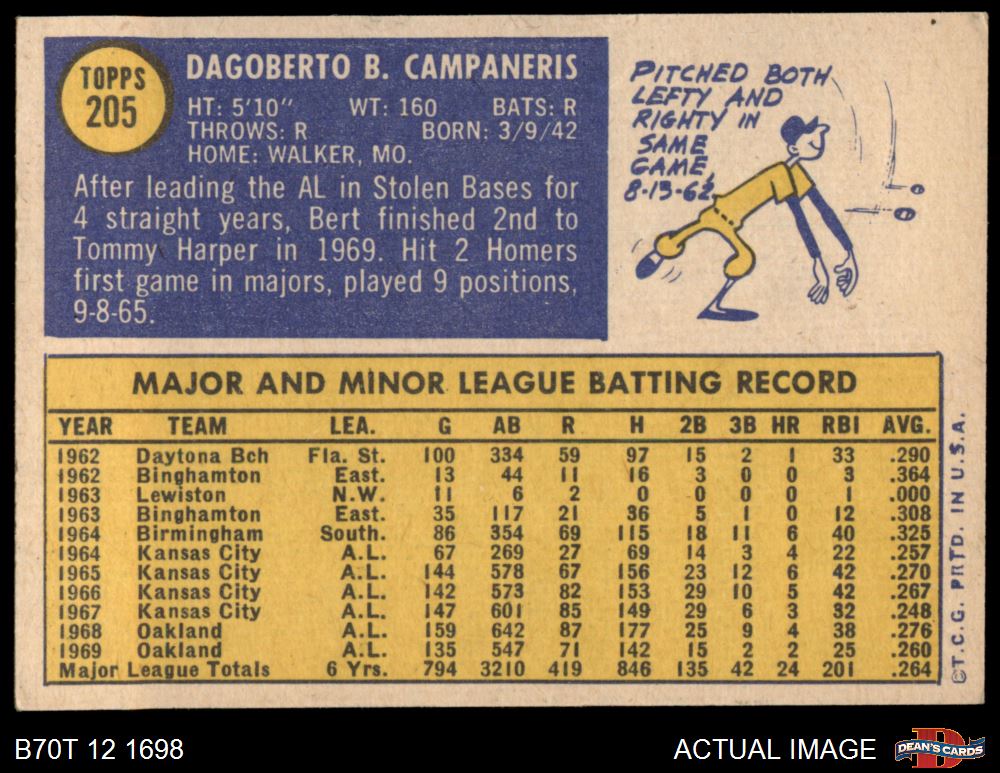 TOPPS
205
DAGOBERTO B. CAMPANERIS
HT: 5'10" WT: 160 BATS: R
THROWS: R BORN: 3/9/42
HOME: WALKER, MO.
After leading the AL in Stolen Bases for
4 straight years, Bert finished 2nd to
Tommy Harper in 1969. Hit 2 Homers
first game in majors, played 9 positions,
9-8-65.
PITCHED BOTH
LEFTY AND
RIGHTY IN
SAME
GAME,
8-13-62
MAJOR AND MINOR LEAGUE BATTING RECORD
YEAR TEAM LEA. G AB R H 2B 3B HR RBI AVG.
1962 Daytona Bch Fla. St. 100 334 59 97 15 2 1 33 .290
1962 Binghamton East. 13 44 11 16 3 0 0 3 .364
1963 Lewiston N.W. 11 6 2 0 0 0 0 1 .000
1963 Binghamton East. 35 117 21 36 5 1 0 12 .308
1964 Birmingham South. 86 354 69 115 18 11 6 40 .325
1964 Kansas City A.L. 67 269 27 69 14 3 4 22 .257
1965 Kansas City A.L. 144 578 67 156 23 12 6 42 .270
1966 Kansas City A.L. 142 573 82 153 29 10 5 42 .267
1967 Kansas City A.L. 147 601 85 149 29 6 3 32 .248
1968 Oakland A.L. 159 642 87 177 25 9 4 38 .276
1969 Oakland A.L. 135 547 71 142 15 2 2 25 .260
Major League Totals 6 Yrs. 794 3210 419 846 135 42 24 201 .264
©T.C.G. PRTD. IN U.S.A.
B70T 12 1698
ACTUAL IMAGE
D
DEAN'S CARDS